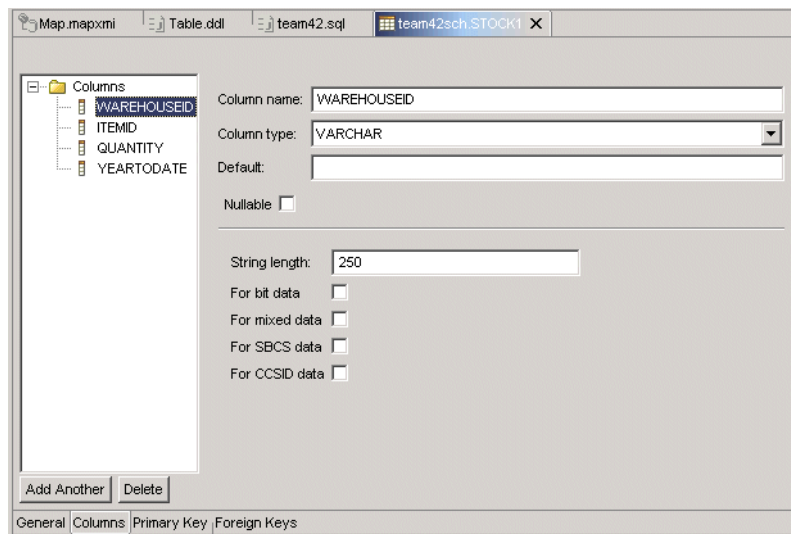 Map.mapxmi Table.ddl team42.sql team42sch.STOCK1
Columns
WAREHOUSEID
ITEMID
QUANTITY
YEARTODATE
Column name: WAREHOUSEID
Column type: VARCHAR
Default:
Nullable
String length: 250
For bit data
For mixed data
For SBCS data
For CCSID data
Add Another Delete
General Columns Primary Key Foreign Keys